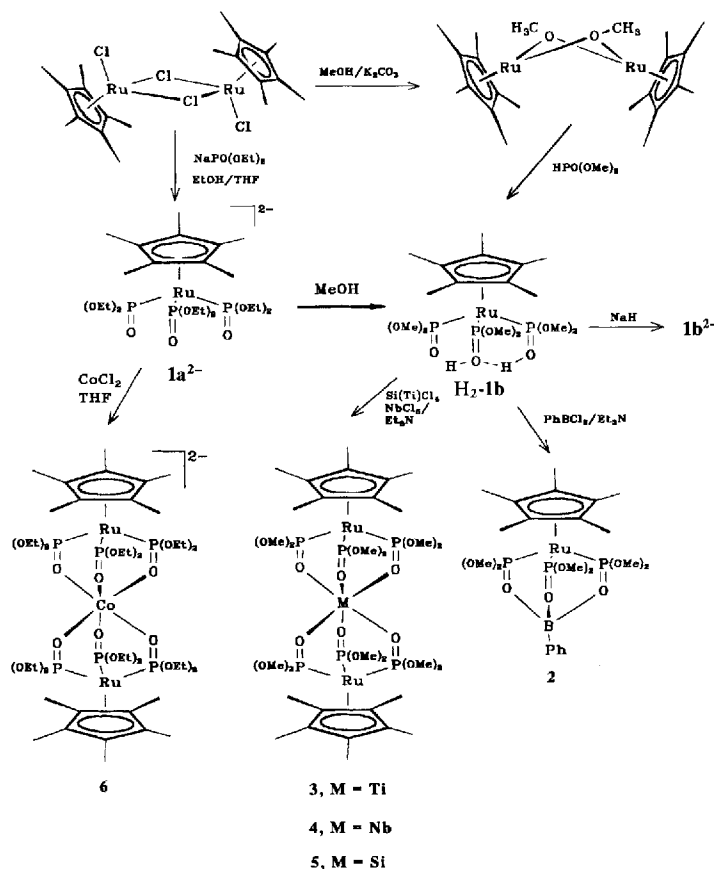 Cl
H₃C CH₃
O O
Cl
Ru Ru
Cl
Cl
MeOH/K₂CO₃
Ru Ru
NaPO(OEt)₂
EtOH/THF
HPO(OMe)₂
2-
Ru
(OEt)₂P P(OEt)₂ P(OEt)₂
O O O
1a²⁻
MeOH
Ru
(OMe)₂P P(OMe)₂ P(OMe)₂
O O O
H H
H₂-1b
NaH
1b²⁻
CoCl₂
THF
Si(Ti)Cl₄
NbCl₅/
Et₃N
PhBCl₂/Et₃N
2-
Ru
(OEt)₂P P(OEt)₂ P(OEt)₂
O O O
Co
O O O
(OEt)₂P P(OEt)₂ P(OEt)₂
Ru
6
Ru
(OMe)₂P P(OMe)₂ P(OMe)₂
O O O
M
O O O
(OMe)₂P P(OMe)₂ P(OMe)₂
Ru
3, M = Ti
4, M = Nb
5, M = Si
Ru
(OMe)₂P P(OMe)₂ P(OMe)₂
O O O
B
Ph
2